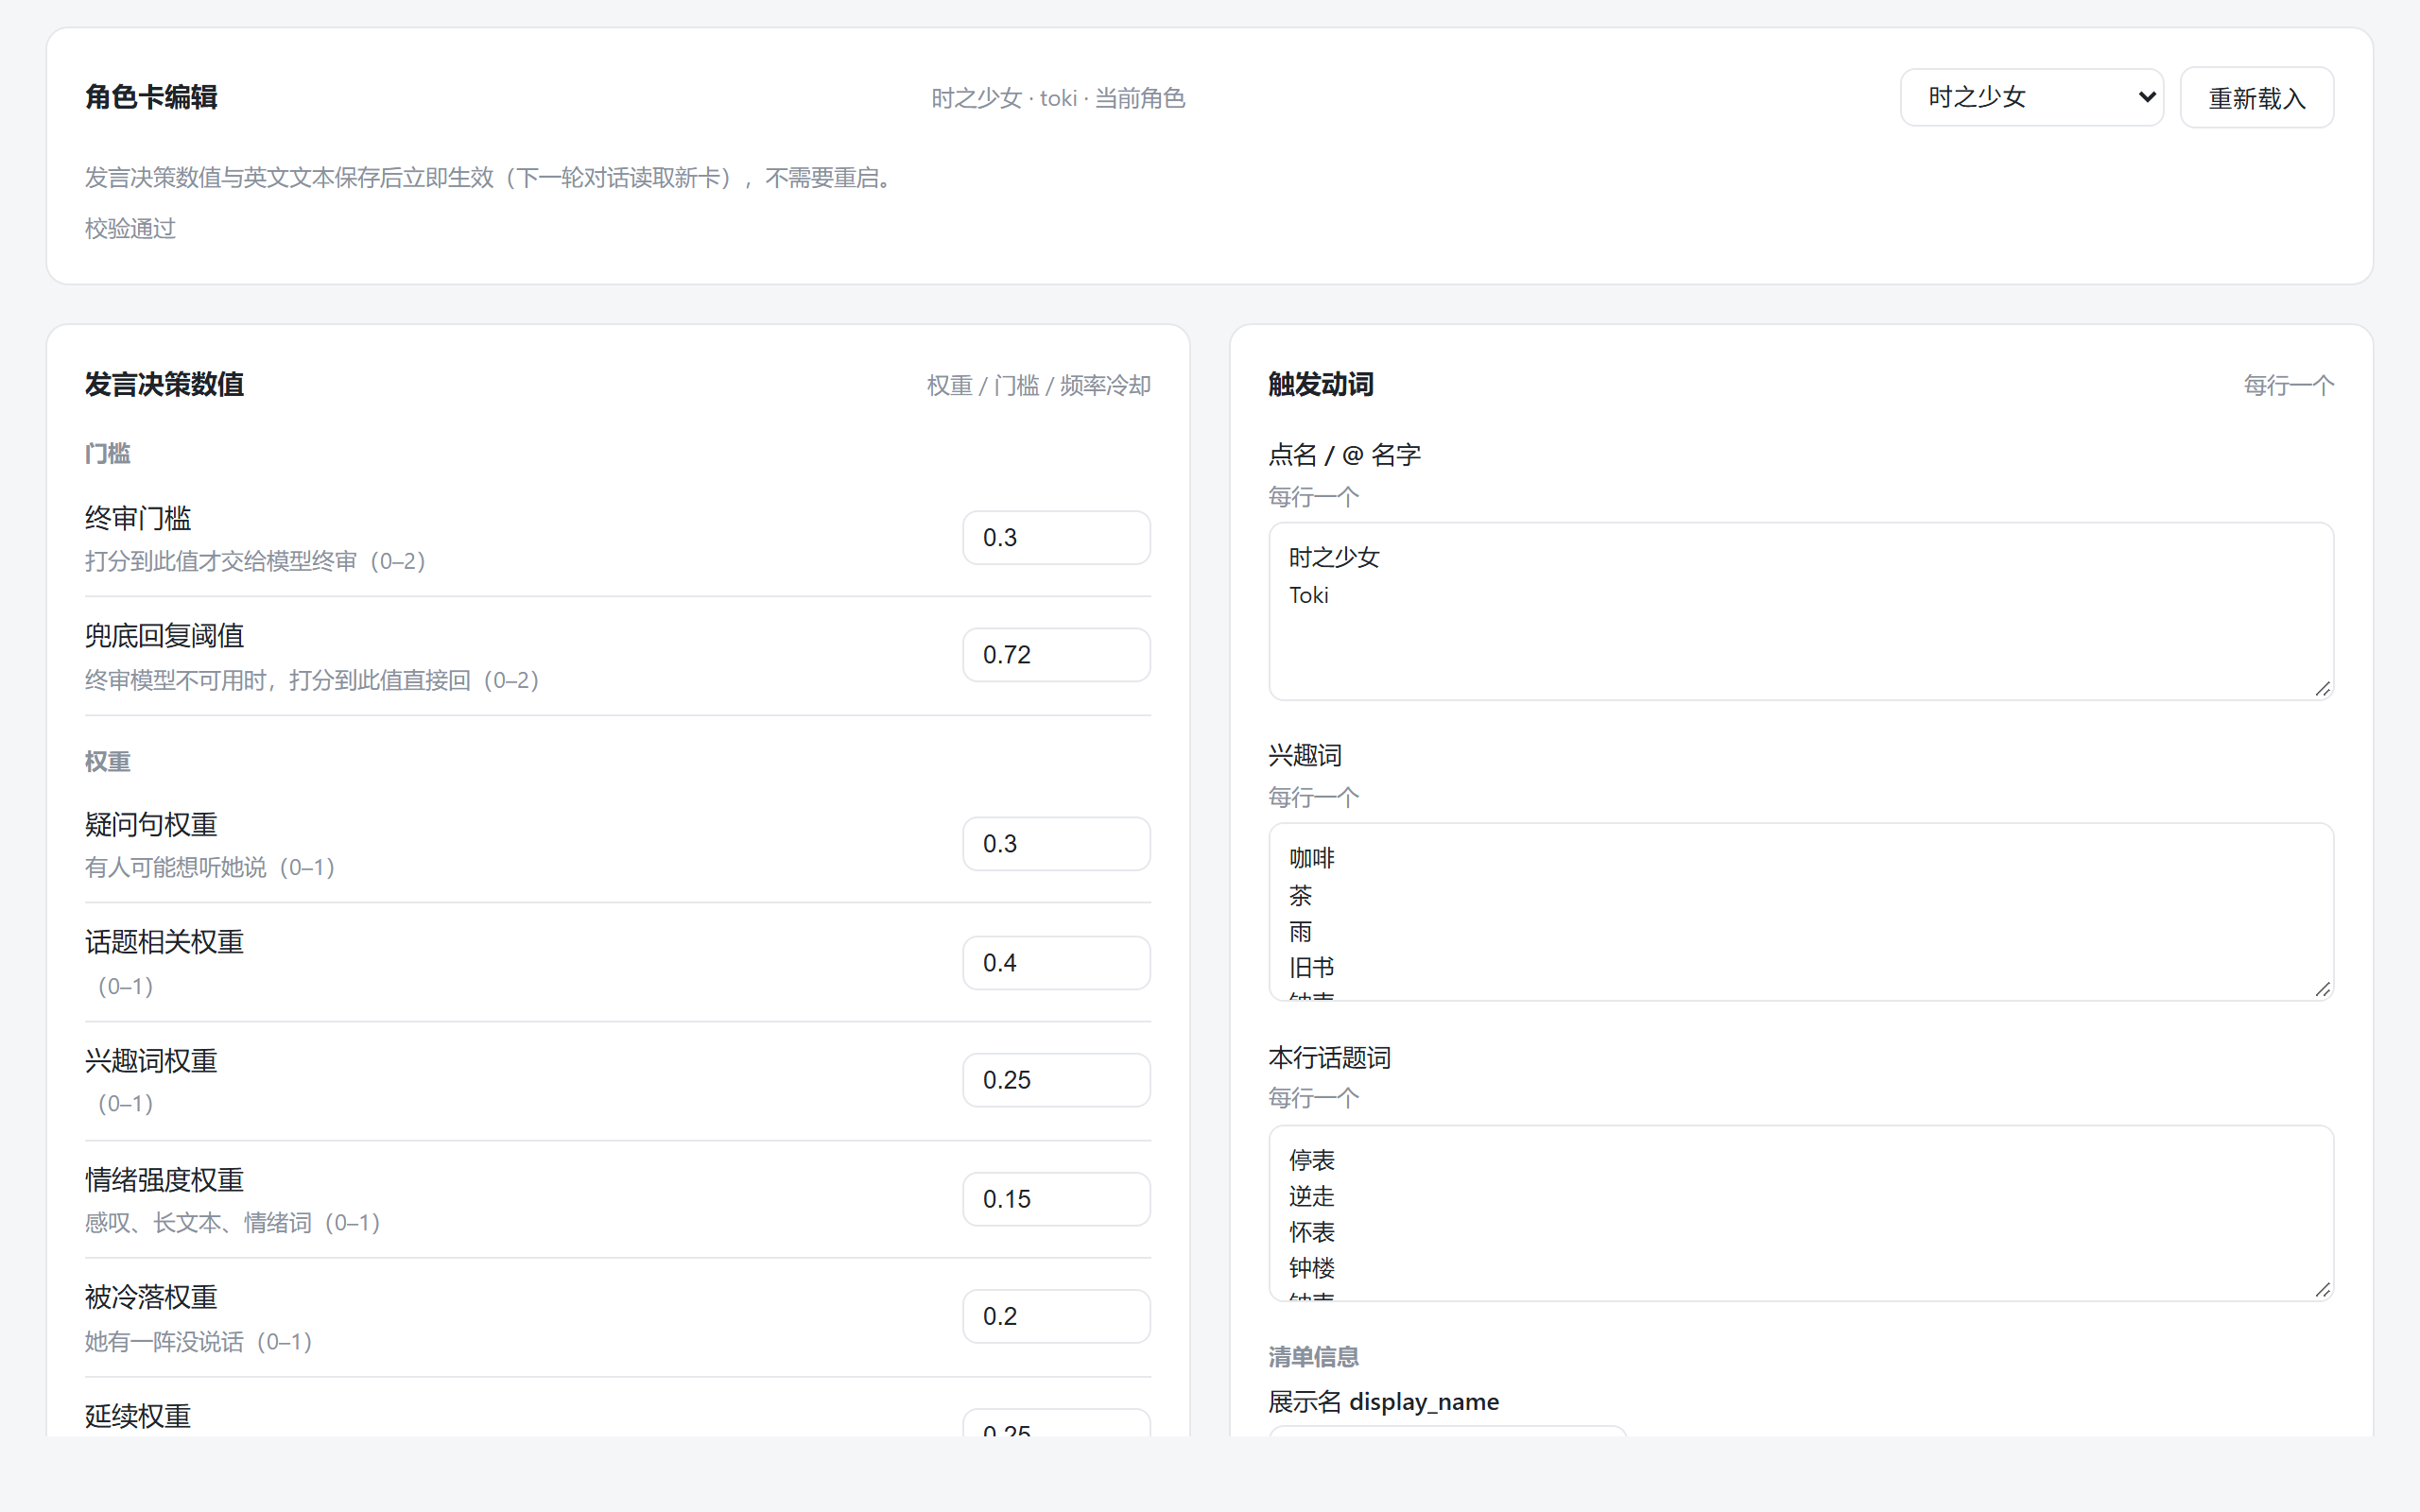 角色卡编辑
时之少女 · toki · 当前角色
时之少女
重新载入
发言决策数值与英文文本保存后立即生效（下一轮对话读取新卡），不需要重启。
校验通过
发言决策数值
权重 / 门槛 / 频率冷却
门槛
终审门槛
打分到此值才交给模型终审（0–2）
0.3
兜底回复阈值
终审模型不可用时，打分到此值直接回（0–2）
0.72
权重
疑问句权重
有人可能想听她说（0–1）
0.3
话题相关权重
（0–1）
0.4
兴趣词权重
（0–1）
0.25
情绪强度权重
感叹、长文本、情绪词（0–1）
0.15
被冷落权重
她有一阵没说话（0–1）
0.2
延续权重
0.25
触发动词
每行一个
点名 / @ 名字
每行一个
时之少女
Toki
兴趣词
每行一个
咖啡
茶
雨
旧书
本行话题词
每行一个
停表
逆走
怀表
钟楼
清单信息
展示名 display_name